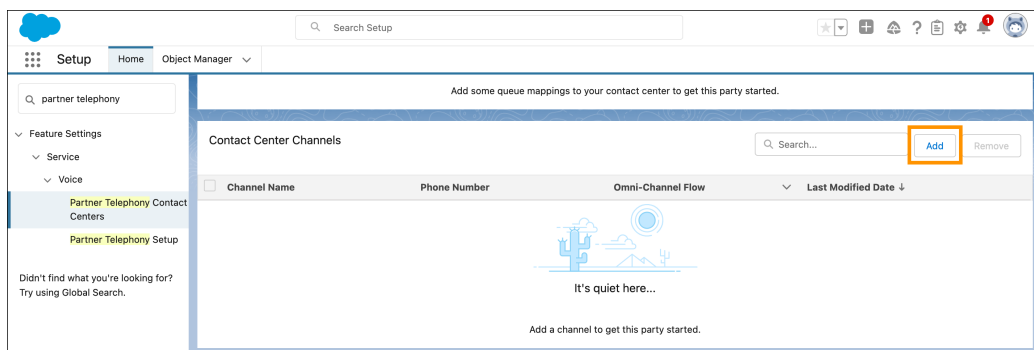 Search Setup
1
Setup
Home
Object Manager
partner telephony
Feature Settings
Service
Voice
Partner Telephony Contact
Centers
Partner Telephony Setup
Didn't find what you're looking for?
Try using Global Search.
Add some queue mappings to your contact center to get this party started.
Contact Center Channels
Search...
Add
Remove
Channel Name
Phone Number
Omni-Channel Flow
Last Modified Date ↓
It's quiet here...
Add a channel to get this party started.